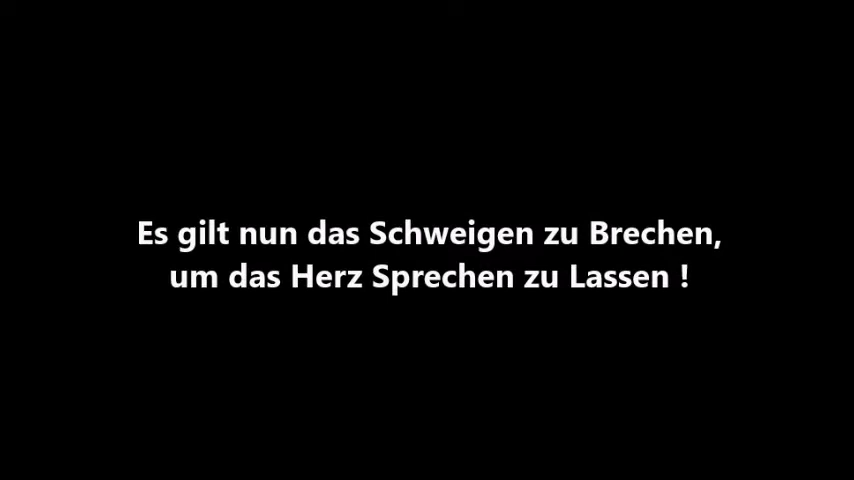 Es gilt nun das Schweigen zu Brechen,
um das Herz Sprechen zu Lassen !